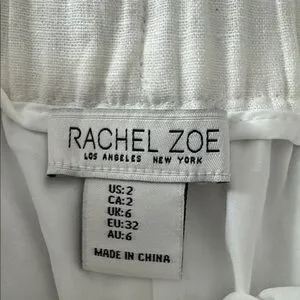 RACHEL ZOE
LOS ANGELES NEW YORK
US:2
CA:2
UK:6
EU:32
AU:6
MADE IN CHINA